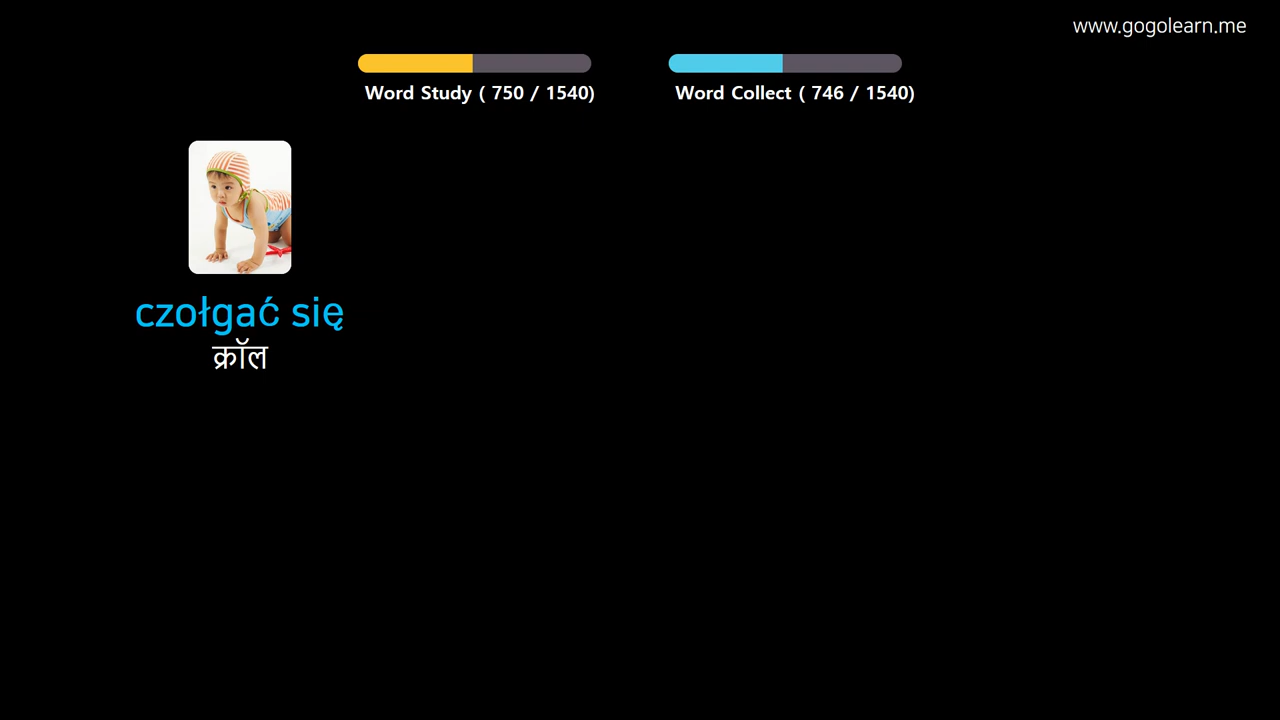 www.gogolearn.me
Word Study ( 750 / 1540)
Word Collect ( 746 / 1540)
czołgać się
क्रॉल